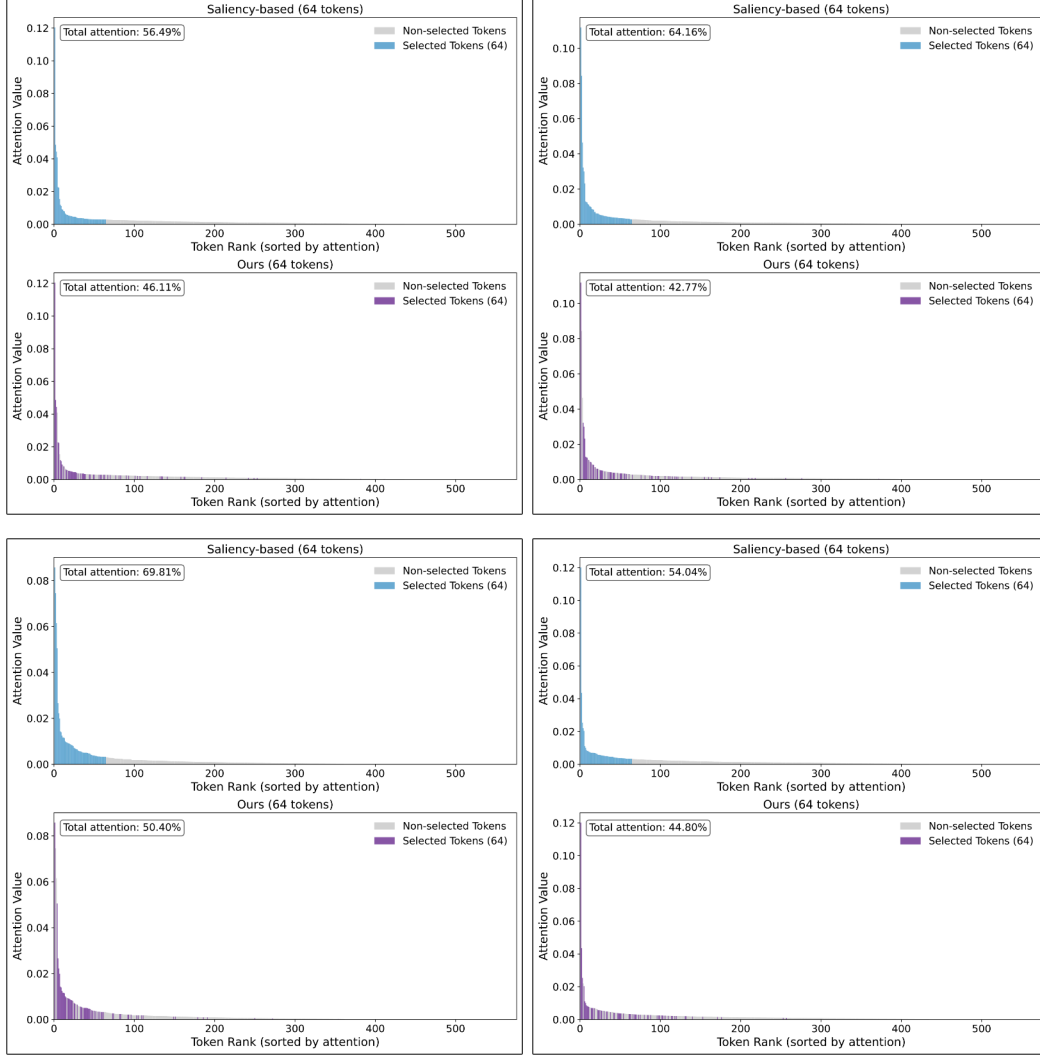 Saliency-based (64 tokens)
Total attention: 56.49%
Non-selected Tokens
Selected Tokens (64)
Attention Value
0.12
0.10
0.08
0.06
0.04
0.02
0.00
0 100 200 300 400 500
Token Rank (sorted by attention)
Ours (64 tokens)
Total attention: 46.11%
Non-selected Tokens
Selected Tokens (64)
Attention Value
0.12
0.10
0.08
0.06
0.04
0.02
0.00
0 100 200 300 400 500
Token Rank (sorted by attention)
Saliency-based (64 tokens)
Total attention: 64.16%
Non-selected Tokens
Selected Tokens (64)
Attention Value
0.10
0.08
0.06
0.04
0.02
0.00
0 100 200 300 400 500
Token Rank (sorted by attention)
Ours (64 tokens)
Total attention: 42.77%
Non-selected Tokens
Selected Tokens (64)
Attention Value
0.10
0.08
0.06
0.04
0.02
0.00
0 100 200 300 400 500
Token Rank (sorted by attention)
Saliency-based (64 tokens)
Total attention: 69.81%
Non-selected Tokens
Selected Tokens (64)
Attention Value
0.08
0.06
0.04
0.02
0.00
0 100 200 300 400 500
Token Rank (sorted by attention)
Ours (64 tokens)
Total attention: 50.40%
Non-selected Tokens
Selected Tokens (64)
Attention Value
0.08
0.06
0.04
0.02
0.00
0 100 200 300 400 500
Token Rank (sorted by attention)
Saliency-based (64 tokens)
Total attention: 54.04%
Non-selected Tokens
Selected Tokens (64)
Attention Value
0.12
0.10
0.08
0.06
0.04
0.02
0.00
0 100 200 300 400 500
Token Rank (sorted by attention)
Ours (64 tokens)
Total attention: 44.80%
Non-selected Tokens
Selected Tokens (64)
Attention Value
0.12
0.10
0.08
0.06
0.04
0.02
0.00
0 100 200 300 400 500
Token Rank (sorted by attention)